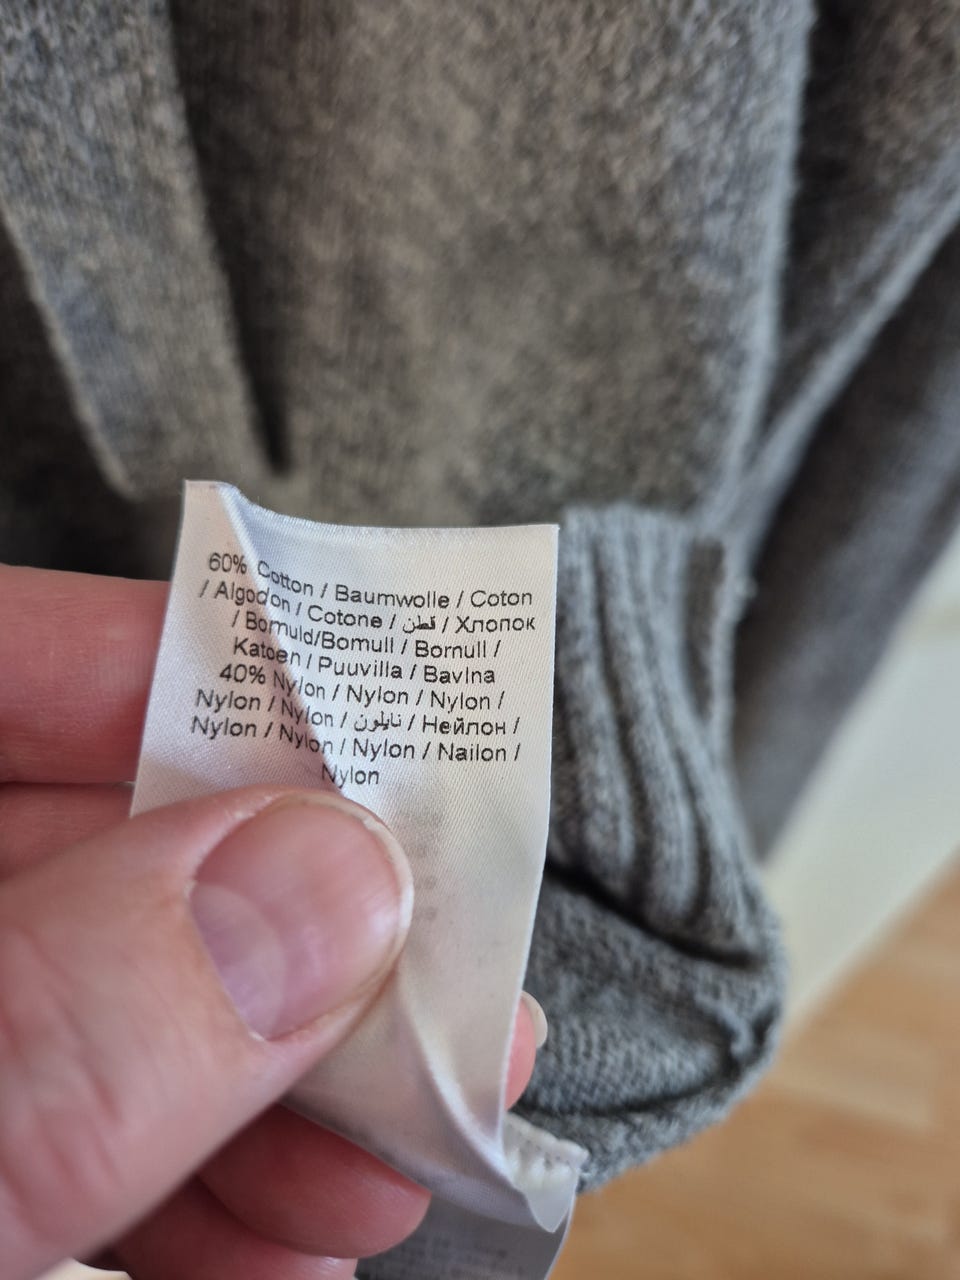 60% Cotton / Baumwolle / Coton
/ Algodon / Cotone / قطن / Хлопок
/ Bomuld/Bomull / Bomull /
Katoen / Puuvilla / Bavlna
40% Nylon / Nylon / Nylon /
Nylon / Nylon / نايلون / Нейлон /
Nylon / Nylon / Nylon / Nailon /
Nylon